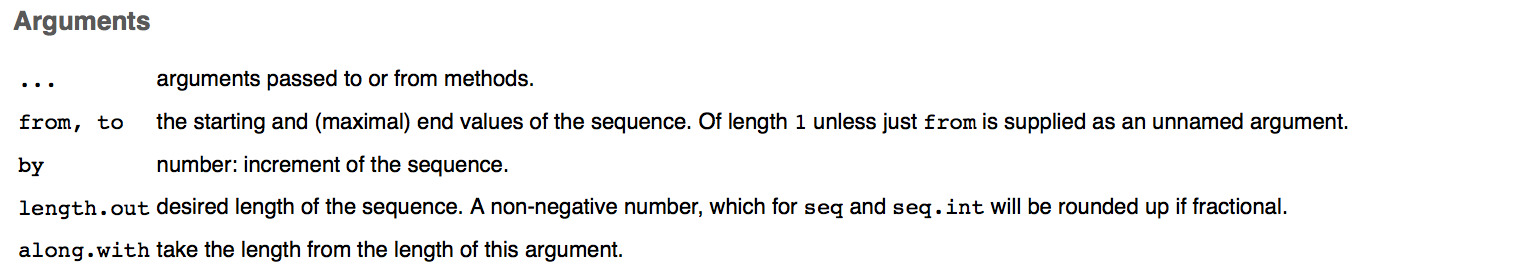 Arguments
... arguments passed to or from methods.
from, to the starting and (maximal) end values of the sequence. Of length 1 unless just from is supplied as an unnamed argument.
by number: increment of the sequence.
length.out desired length of the sequence. A non-negative number, which for seq and seq.int will be rounded up if fractional.
along.with take the length from the length of this argument.